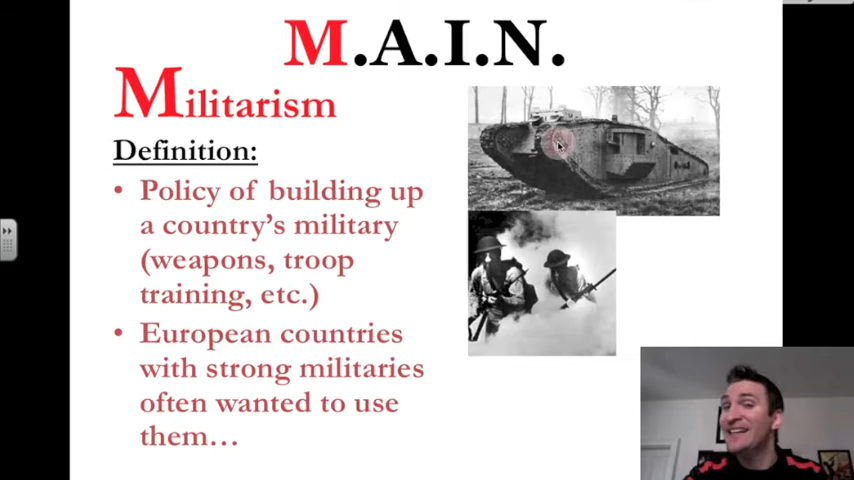 M.A.I.N.
Militarism
Definition:
• Policy of building up
a country's military
(weapons, troop
training, etc.)
• European countries
with strong militaries
often wanted to use
them…